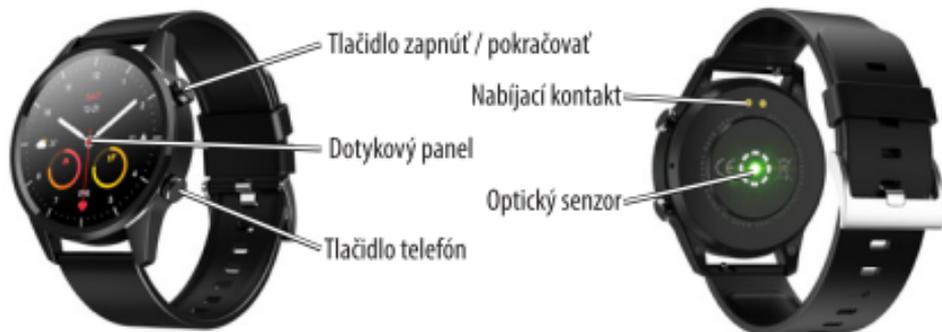 Tlačidlo zapnúť / pokračovať
Nabíjací kontakt
Dotykový panel
Optický senzor
Tlačidlo telefón